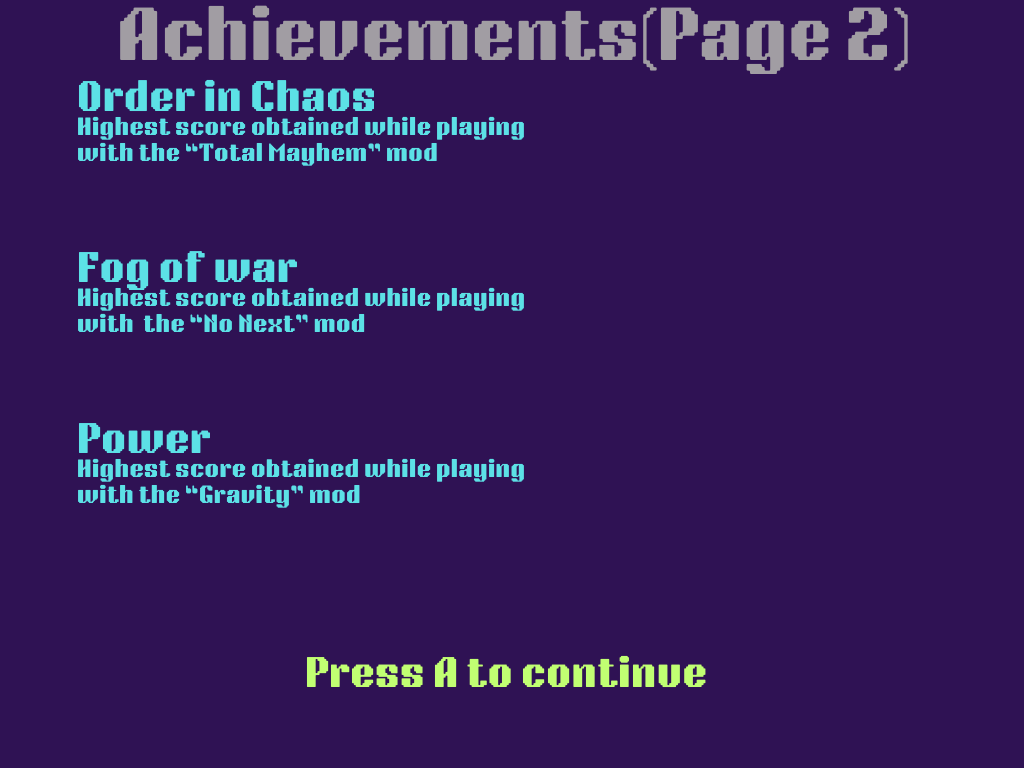 Achievements(Page 2)
Order in Chaos
Highest score obtained while playing
with the “Total Mayhem” mod
Fog of war
Highest score obtained while playing
with  the “No Next” mod
Power
Highest score obtained while playing
with the “Gravity” mod
Press A to continue